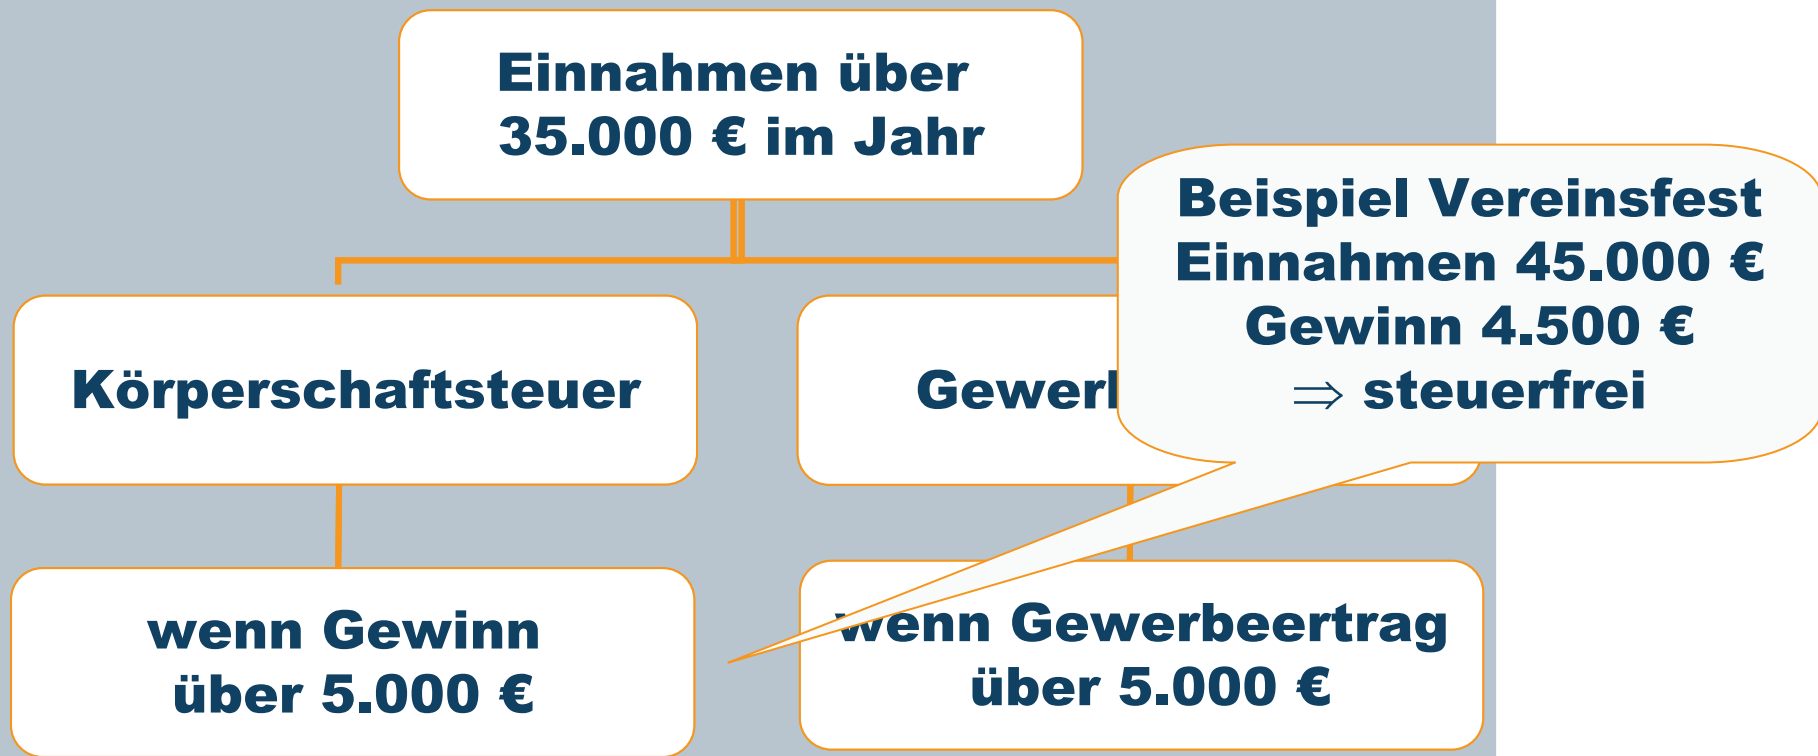 Einnahmen über
35.000 € im Jahr
Beispiel Vereinsfest
Einnahmen 45.000 €
Gewinn 4.500 €
⇒ steuerfrei
Körperschaftsteuer
wenn Gewinn
über 5.000 €
wenn Gewerbeertrag
über 5.000 €